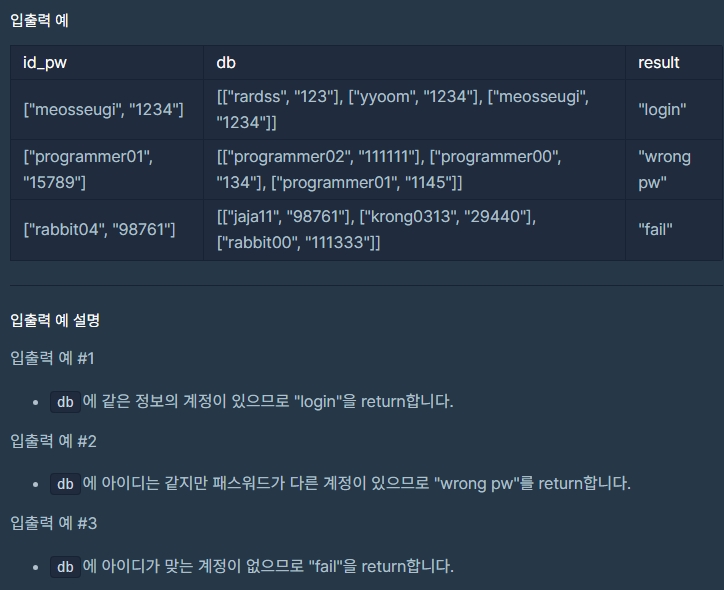 입출력 예
id_pw db result
["meosseugi", "1234"] [["rardss", "123"], ["yyoom", "1234"], ["meosseugi", "1234"]] "login"
["programmer01", "15789"] [["programmer02", "111111"], ["programmer00", "134"], ["programmer01", "1145"]] "wrong pw"
["rabbit04", "98761"] [["jaja11", "98761"], ["krong0313", "29440"], ["rabbit00", "111333"]] "fail"
입출력 예 설명
입출력 예 #1
db 에 같은 정보의 계정이 있으므로 "login"을 return합니다.
입출력 예 #2
db 에 아이디는 같지만 패스워드가 다른 계정이 있으므로 "wrong pw"를 return합니다.
입출력 예 #3
db 에 아이디가 맞는 계정이 없으므로 "fail"을 return합니다.